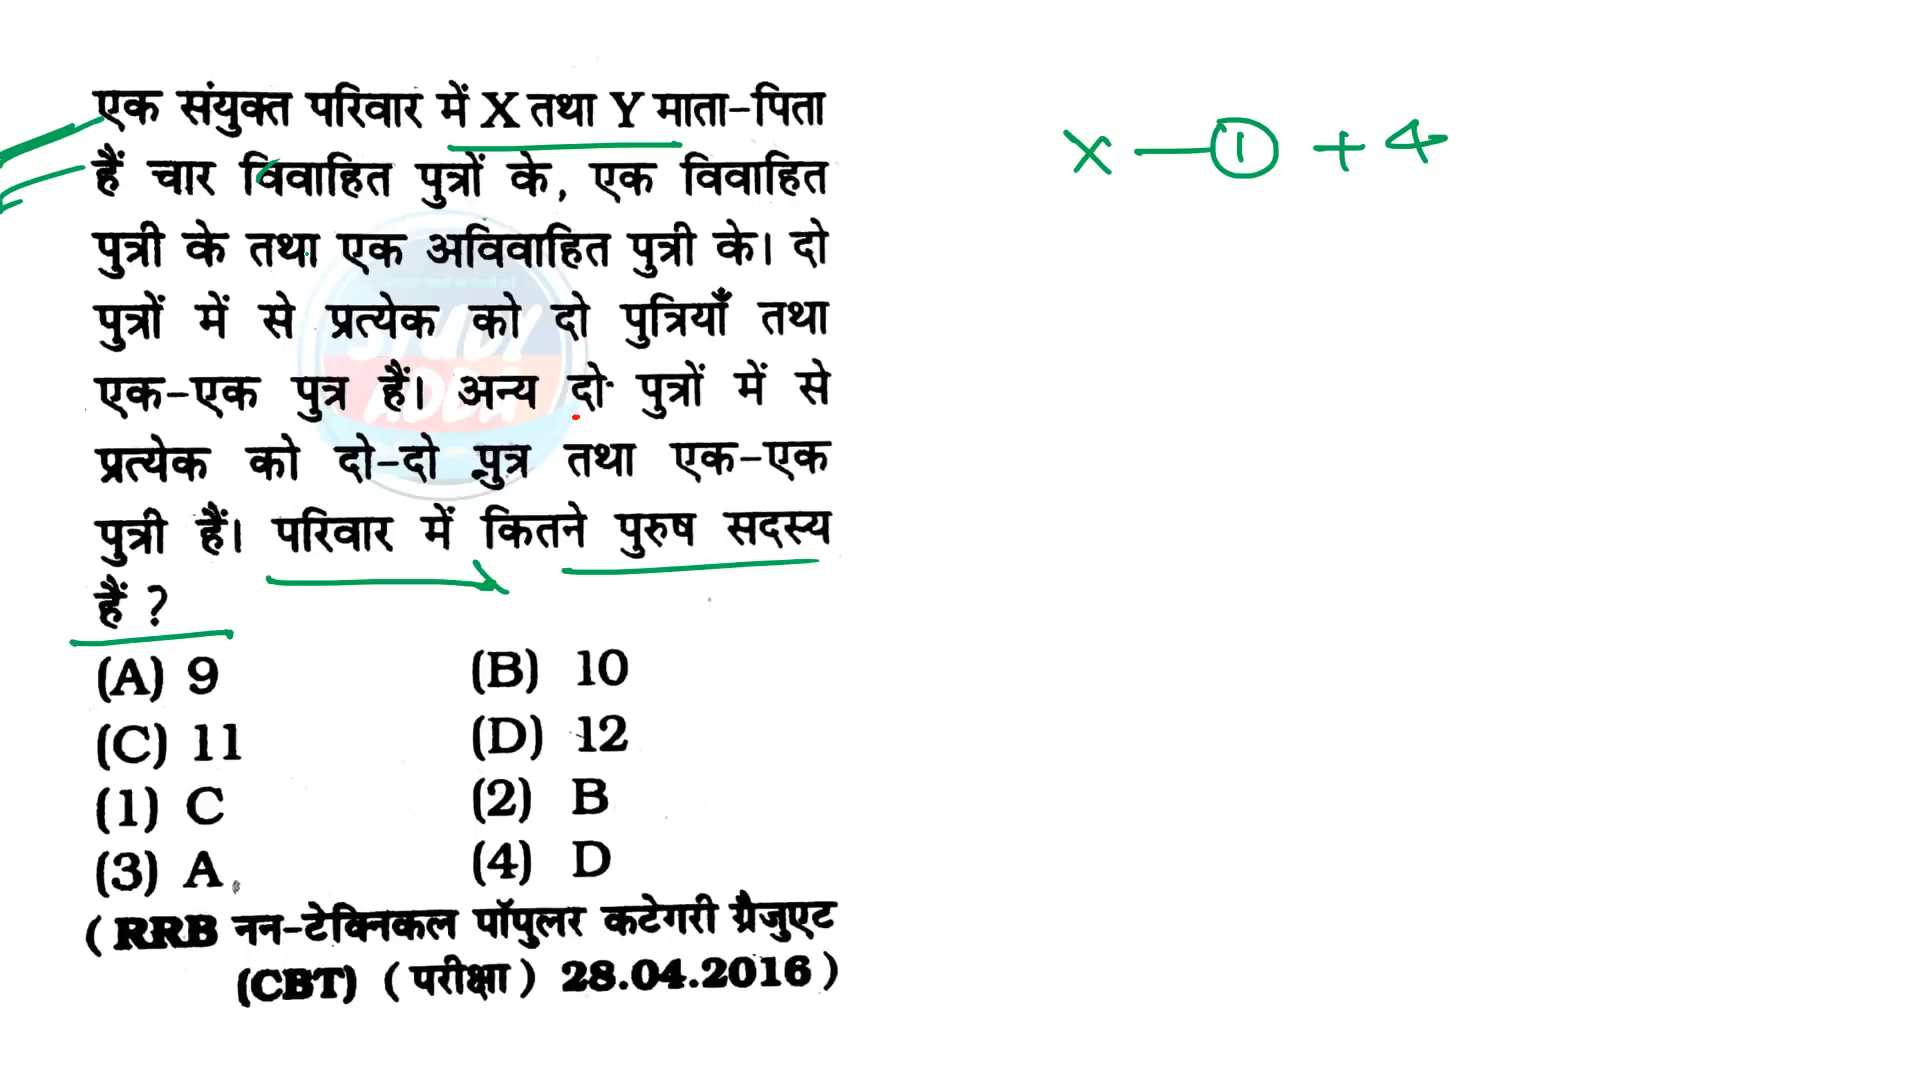 एक संयुक्त परिवार में X तथा Y माता-पिता
हैं चार विवाहित पुत्रों के, एक विवाहित
पुत्री के तथा एक अविवाहित पुत्री के। दो
पुत्रों में से प्रत्येक को दो पुत्रियाँ तथा
एक-एक पुत्र हैं। अन्य दो पुत्रों में से
प्रत्येक को दो-दो पुत्र तथा एक-एक
पुत्री हैं। परिवार में कितने पुरुष सदस्य
हैं ?
(A) 9 (B) 10
(C) 11 (D) 12
(1) C (2) B
(3) A (4) D
( RRB नन-टेक्निकल पॉपुलर कटेगरी ग्रैजुएट
(CBT) ( परीक्षा ) 28.04.2016 )
x — 1 + 4
STUDY
ADDA